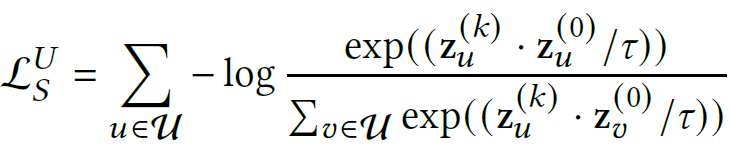 $$\mathcal{L}_S^U = \sum_{u \in \mathcal{U}} -\log \frac{\exp((\mathbf{z}_u^{(k)} \cdot \mathbf{z}_u^{(0)} / \tau))}{\sum_{v \in \mathcal{U}} \exp((\mathbf{z}_u^{(k)} \cdot \mathbf{z}_v^{(0)} / \tau))}$$